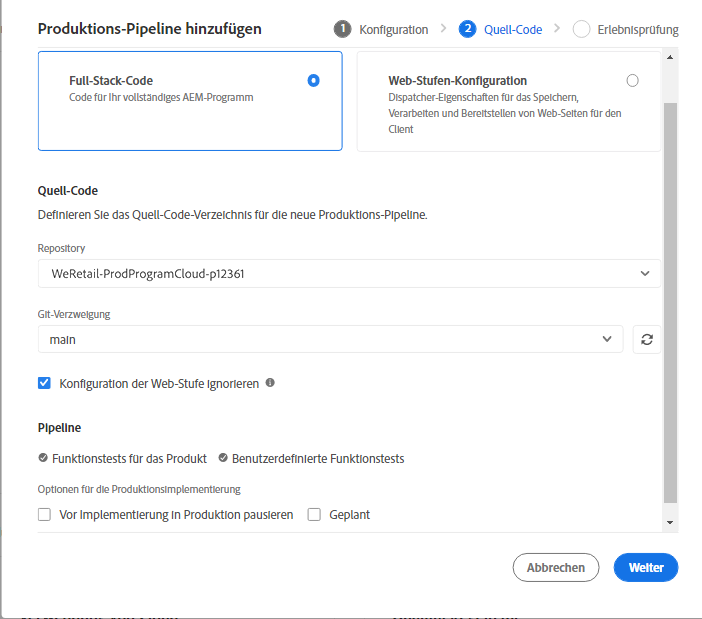 Produktions-Pipeline hinzufügen
1 Konfiguration
2 Quell-Code
Erlebnisprüfung
Full-Stack-Code
Code für Ihr vollständiges AEM-Programm
Web-Stufen-Konfiguration
Dispatcher-Eigenschaften für das Speichern,
Verarbeiten und Bereitstellen von Web-Seiten für den
Client
Quell-Code
Definieren Sie das Quell-Code-Verzeichnis für die neue Produktions-Pipeline.
Repository
WeRetail-ProdProgramCloud-p12361
Git-Verzweigung
main
Konfiguration der Web-Stufe ignorieren
Pipeline
Funktionstests für das Produkt
Benutzerdefinierte Funktionstests
Optionen für die Produktionsimplementierung
Vor Implementierung in Produktion pausieren
Geplant
Abbrechen
Weiter